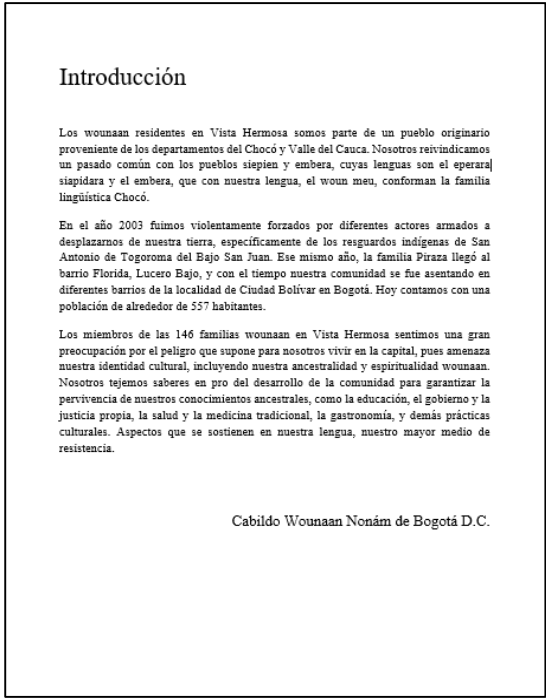 Introducción
Los wounaan residentes en Vista Hermosa somos parte de un pueblo originario
proveniente de los departamentos del Chocó y Valle del Cauca. Nosotros reivindicamos
un pasado común con los pueblos siepien y embera, cuyas lenguas son el eperara
siapidara y el embera, que con nuestra lengua, el woun meu, conforman la familia
lingüística Chocó.
En el año 2003 fuimos violentamente forzados por diferentes actores armados a
desplazarnos de nuestra tierra, específicamente de los resguardos indígenas de San
Antonio de Togoroma del Bajo San Juan. Ese mismo año, la familia Piraza llegó al
barrio Florida, Lucero Bajo, y con el tiempo nuestra comunidad se fue asentando en
diferentes barrios de la localidad de Ciudad Bolívar en Bogotá. Hoy contamos con una
población de alrededor de 557 habitantes.
Los miembros de las 146 familias wounaan en Vista Hermosa sentimos una gran
preocupación por el peligro que supone para nosotros vivir en la capital, pues amenaza
nuestra identidad cultural, incluyendo nuestra ancestralidad y espiritualidad wounaan.
Nosotros tejemos saberes en pro del desarrollo de la comunidad para garantizar la
pervivencia de nuestros conocimientos ancestrales, como la educación, el gobierno y la
justicia propia, la salud y la medicina tradicional, la gastronomía, y demás prácticas
culturales. Aspectos que se sostienen en nuestra lengua, nuestro mayor medio de
resistencia.
Cabildo Wounaan Nonám de Bogotá D.C.